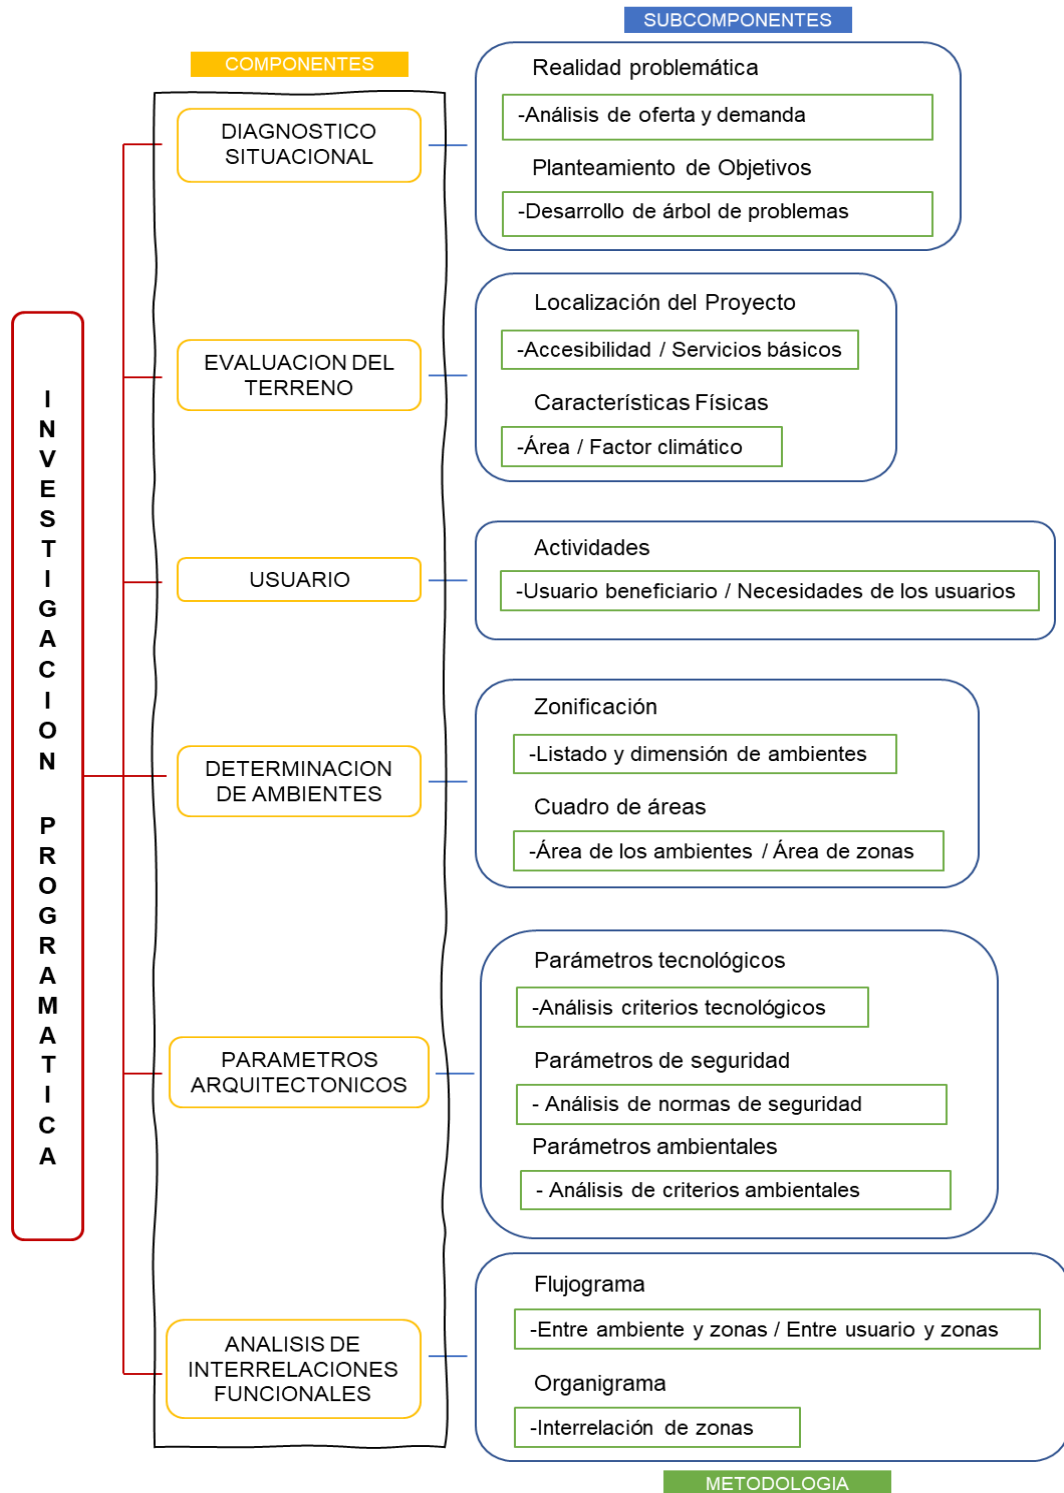 SUBCOMPONENTES
COMPONENTES
INVESTIGACION PROGRAMATICA
DIAGNOSTICO
SITUACIONAL
Realidad problemática
-Análisis de oferta y demanda
Planteamiento de Objetivos
-Desarrollo de árbol de problemas
EVALUACION DEL
TERRENO
Localización del Proyecto
-Accesibilidad / Servicios básicos
Característicias Físicas
-Área / Factor climático
USUARIO
Actividades
-Usuario beneficiario / Necesidades de los usuarios
DETERMINACION
DE AMBIENTES
Zonificación
-Listado y dimensión de ambientes
Cuadro de áreas
-Área de los ambientes / Área de zonas
PARAMETROS
ARQUITECTONICOS
Parámetros tecnológicos
-Análisis criterios tecnológicos
Parámetros de seguridad
- Análisis de normas de seguridad
Parámetros ambientales
- Análisis de criterios ambientales
ANALISIS DE
INTERRELACIONES
FUNCIONALES
Flujograma
-Entre ambiente y zonas / Entre usuario y zonas
Organigrama
-Interrelación de zonas
METODOLOGIA